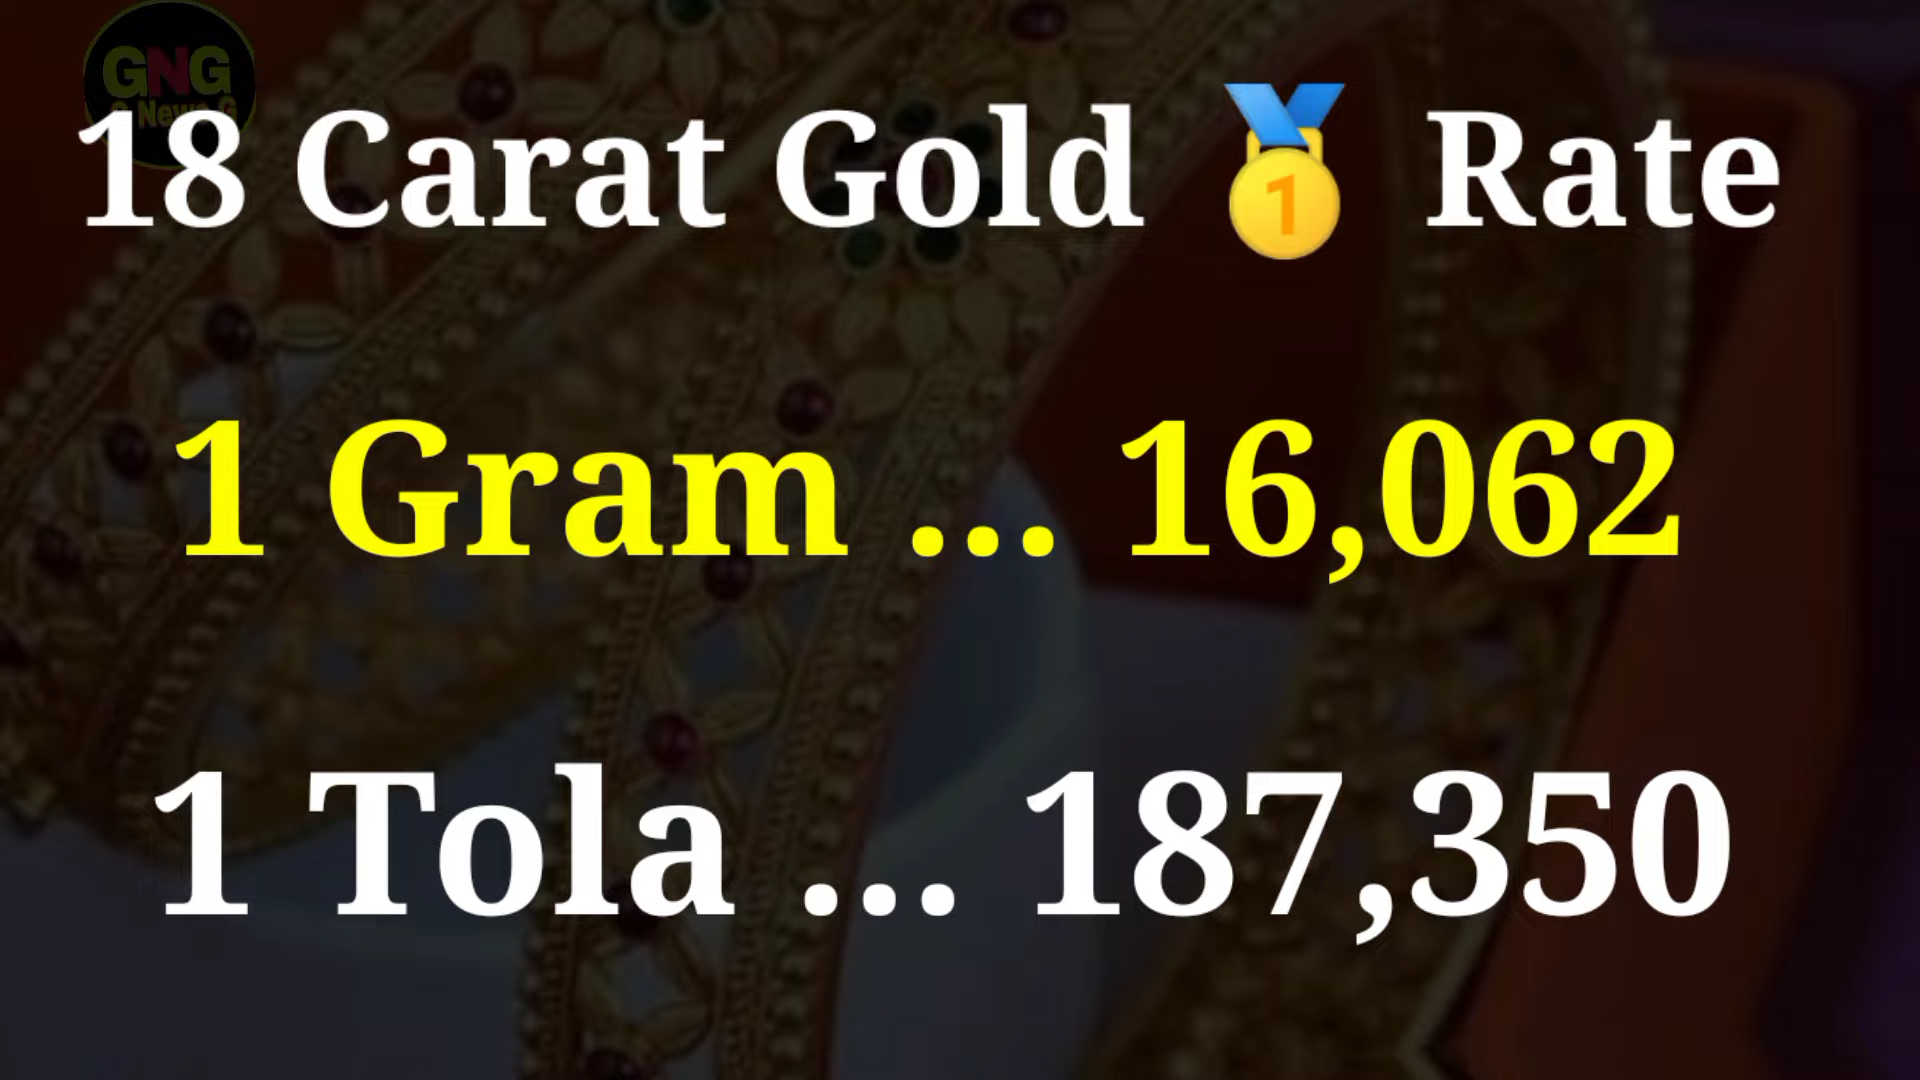 GNG
18 Carat Gold 🥇 Rate
1 Gram ... 16,062
1 Tola ... 187,350